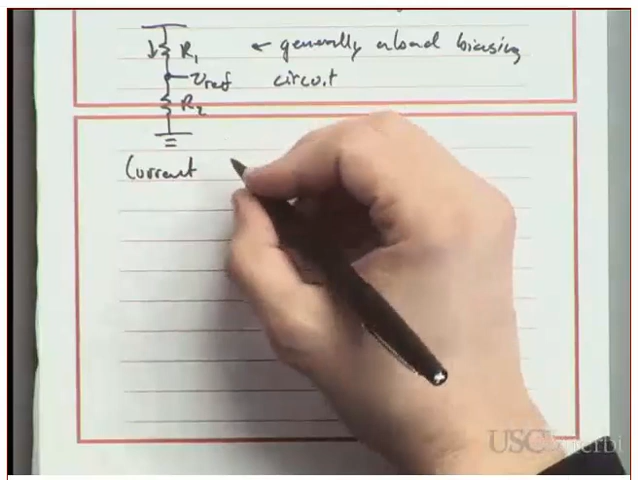 R1 ← generally a bad biasing
Vref circuit
R2
Current
USC Viterbi